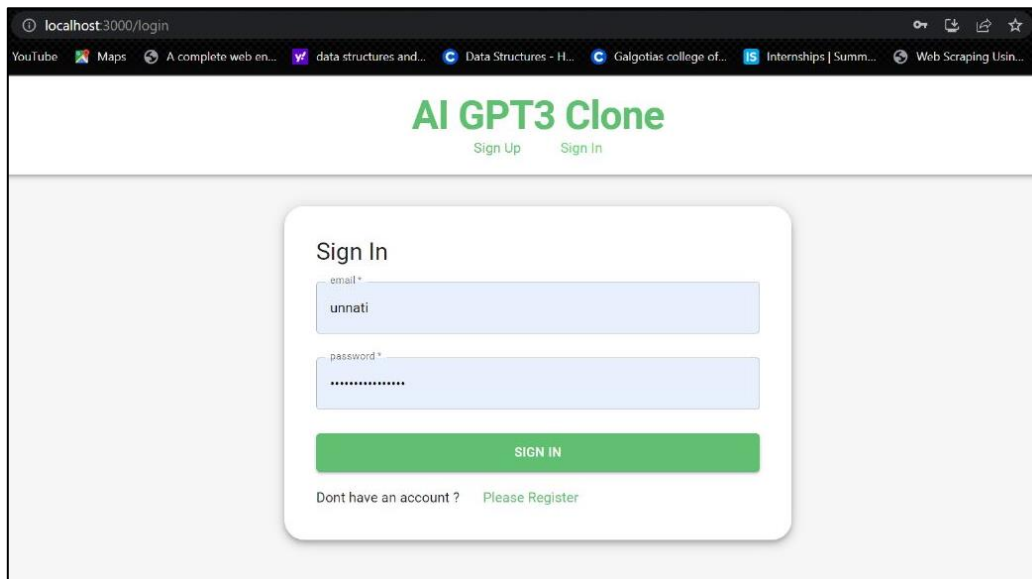 localhost:3000/login
YouTube Maps A complete web en... data structures and... Data Structures - H... Galgotias college of... Internships | Summ... Web Scraping Usin...
AI GPT3 Clone
Sign Up Sign In
Sign In
email *
unnati
password *
••••••••••••••••
SIGN IN
Dont have an account ? Please Register